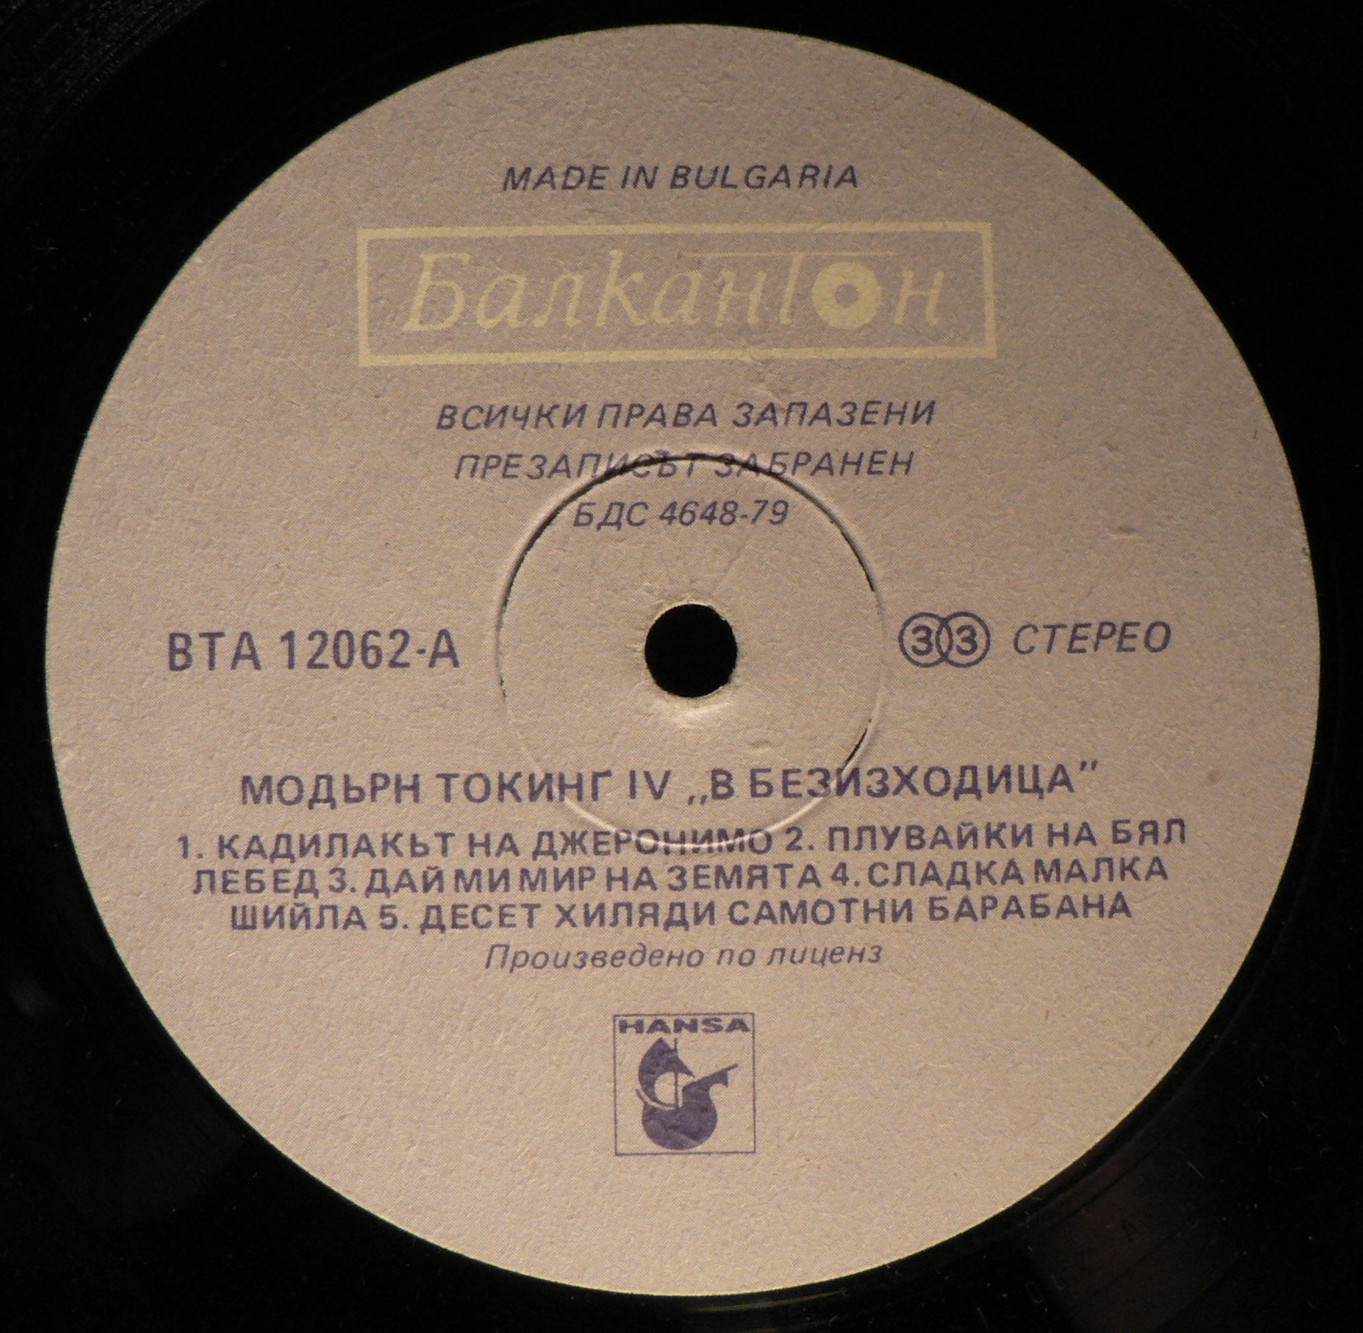 MADE IN BULGARIA
Балкантон
ВСИЧКИ ПРАВА ЗАПАЗЕНИ
ПРЕЗАПИСЪТ ЗАБРАНЕН
БДС 4648-79
ВТА 12062-А
33 СТЕРЕО
МОДЬРН ТОКИНГ IV „В БЕЗИЗХОДИЦА”
1. КАДИЛАКЬТ НА ДЖЕРОНИМО 2. ПЛУВАЙКИ НА БЯЛ
ЛЕБЕД 3. ДАЙ МИ МИР НА ЗЕМЯТА 4. СЛАДКА МАЛКА
ШИЙЛА 5. ДЕСЕТ ХИЛЯДИ САМОТНИ БАРАБАНА
Произведено по лиценз
HANSA